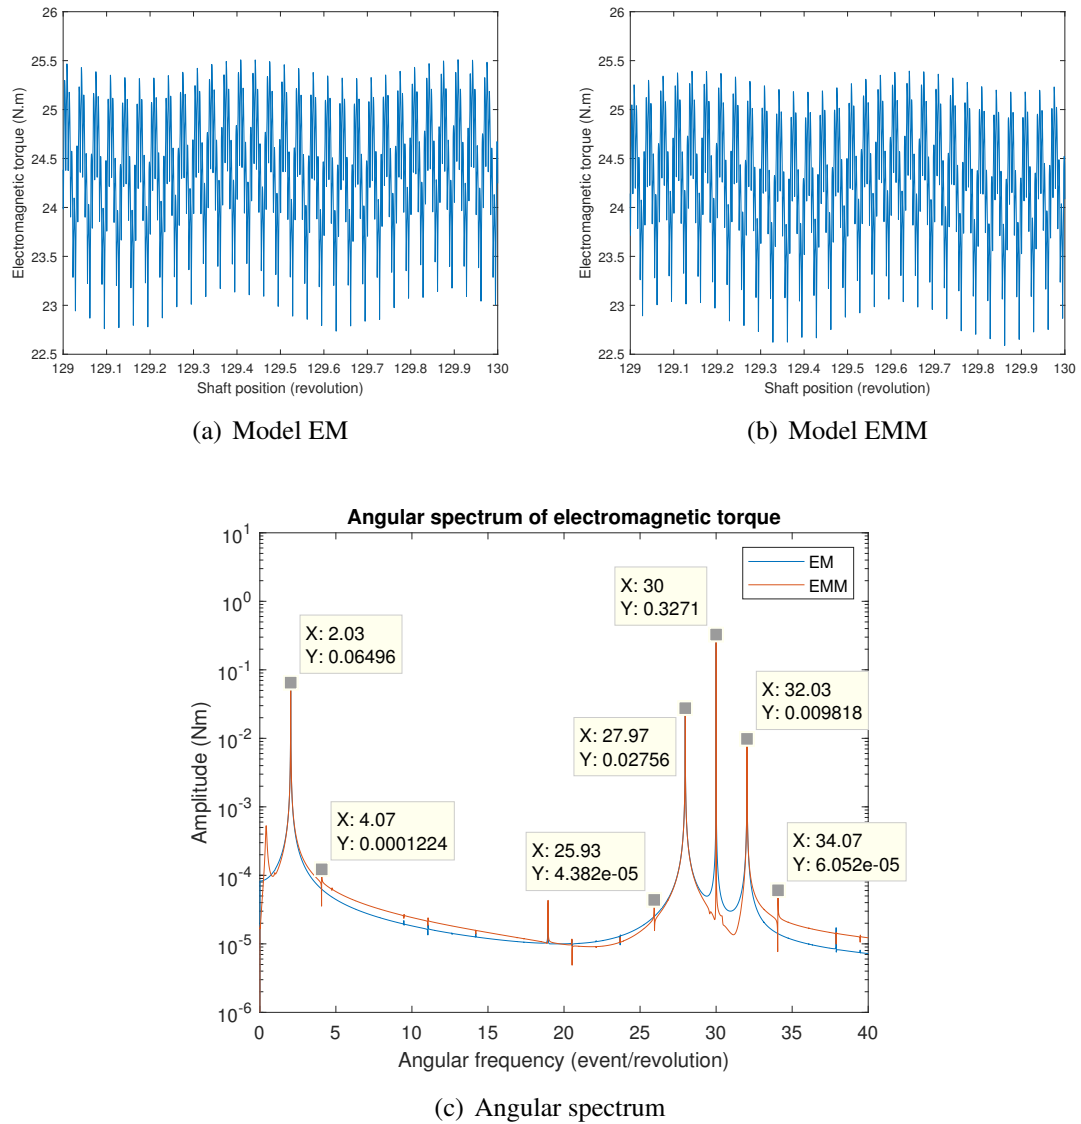 26
25.5
25
24.5
24
23.5
23
22.5
Electromagnetic torque (N.m)
129 129.1 129.2 129.3 129.4 129.5 129.6 129.7 129.8 129.9 130
Shaft position (revolution)
(a) Model EM
26
25.5
25
24.5
24
23.5
23
22.5
Electromagnetic torque (N.m)
129 129.1 129.2 129.3 129.4 129.5 129.6 129.7 129.8 129.9 130
Shaft position (revolution)
(b) Model EMM
Angular spectrum of electromagnetic torque
10^1
10^0
10^-1
10^-2
10^-3
10^-4
10^-5
10^-6
Amplitude (Nm)
EM
EMM
X: 2.03
Y: 0.06496
X: 4.07
Y: 0.0001224
X: 25.93
Y: 4.382e-05
X: 27.97
Y: 0.02756
X: 30
Y: 0.3271
X: 32.03
Y: 0.009818
X: 34.07
Y: 6.052e-05
0 5 10 15 20 25 30 35 40
Angular frequency (event/revolution)
(c) Angular spectrum